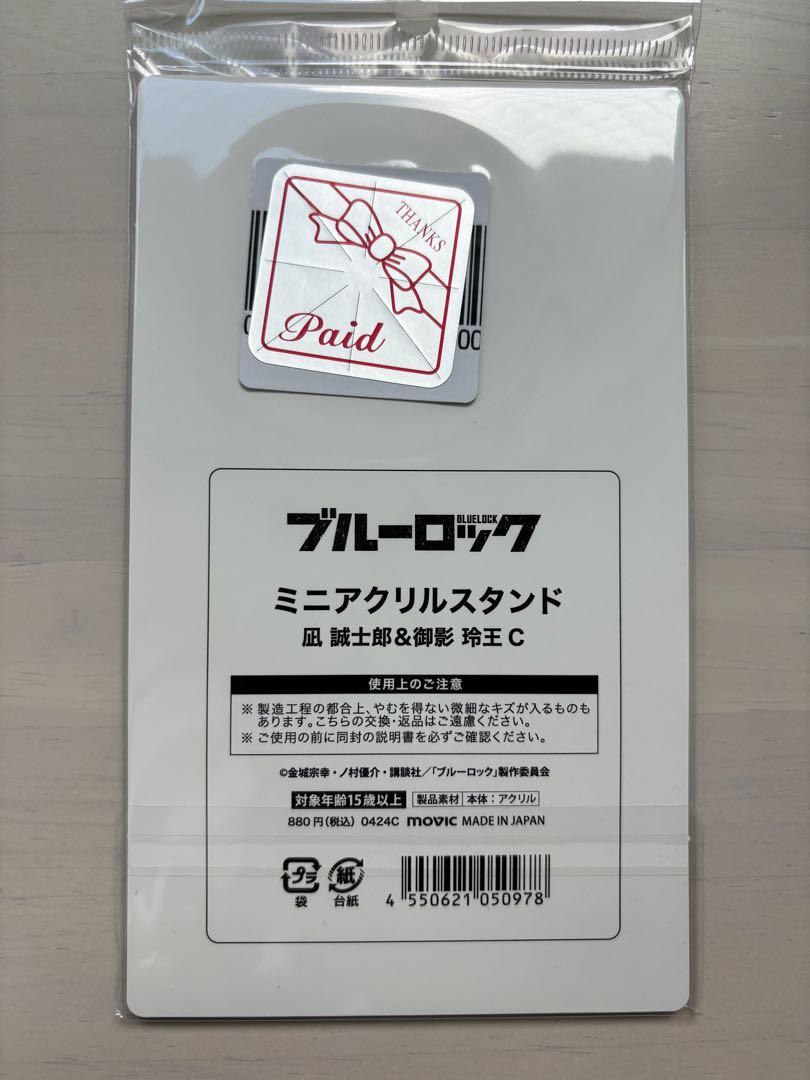 THANKS
Paid
00
ブルーロック
BLUELOCK
ミニアクリルスタンド
凪 誠士郎&御影 玲王 C
使用上のご注意
※ 製造工程の都合上、やむを得ない微細なキズが入るものも
あります。こちらの交換・返品はご遠慮ください。
※ ご使用の前に同封の説明書を必ずご確認ください。
©金城宗幸・ノ村優介・講談社/「ブルーロック」製作委員会
対象年齢15歳以上 製品素材 本体:アクリル
880円(税込) 0424C movic MADE IN JAPAN
プラ 紙
袋 台紙
4 550621 050978